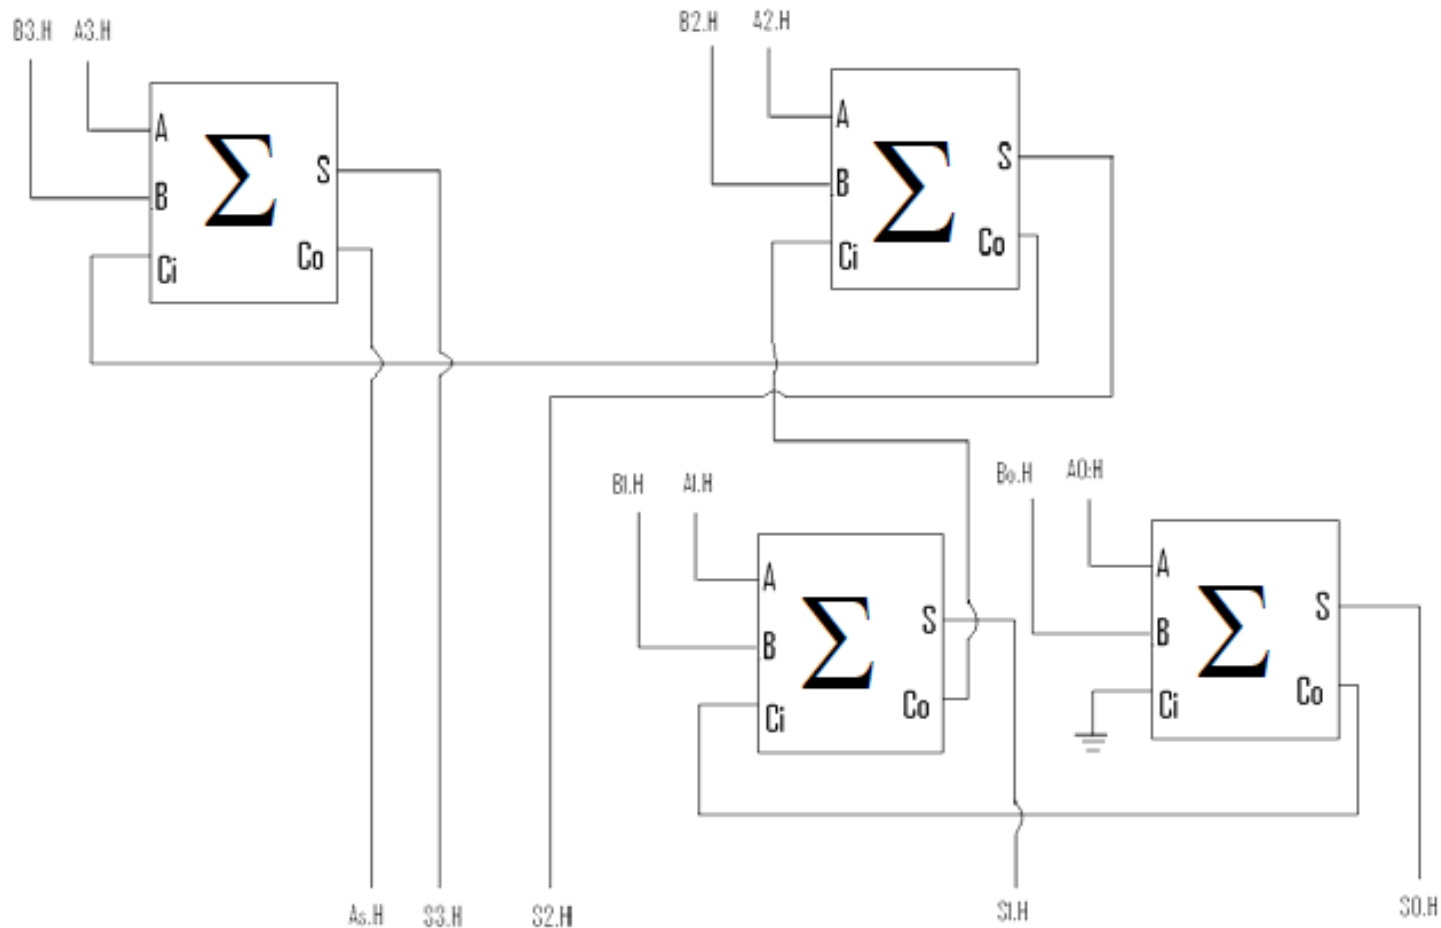 B3.H A3.H
B2.H A2.H
A
B
Ci
Σ
S
Co
A
B
Ci
Σ
S
Co
B1.H A1.H
Bo.H A0.H
A
B
Ci
Σ
S
Co
A
B
Ci
Σ
S
Co
As.H S3.H S2.H S1.H S0.H